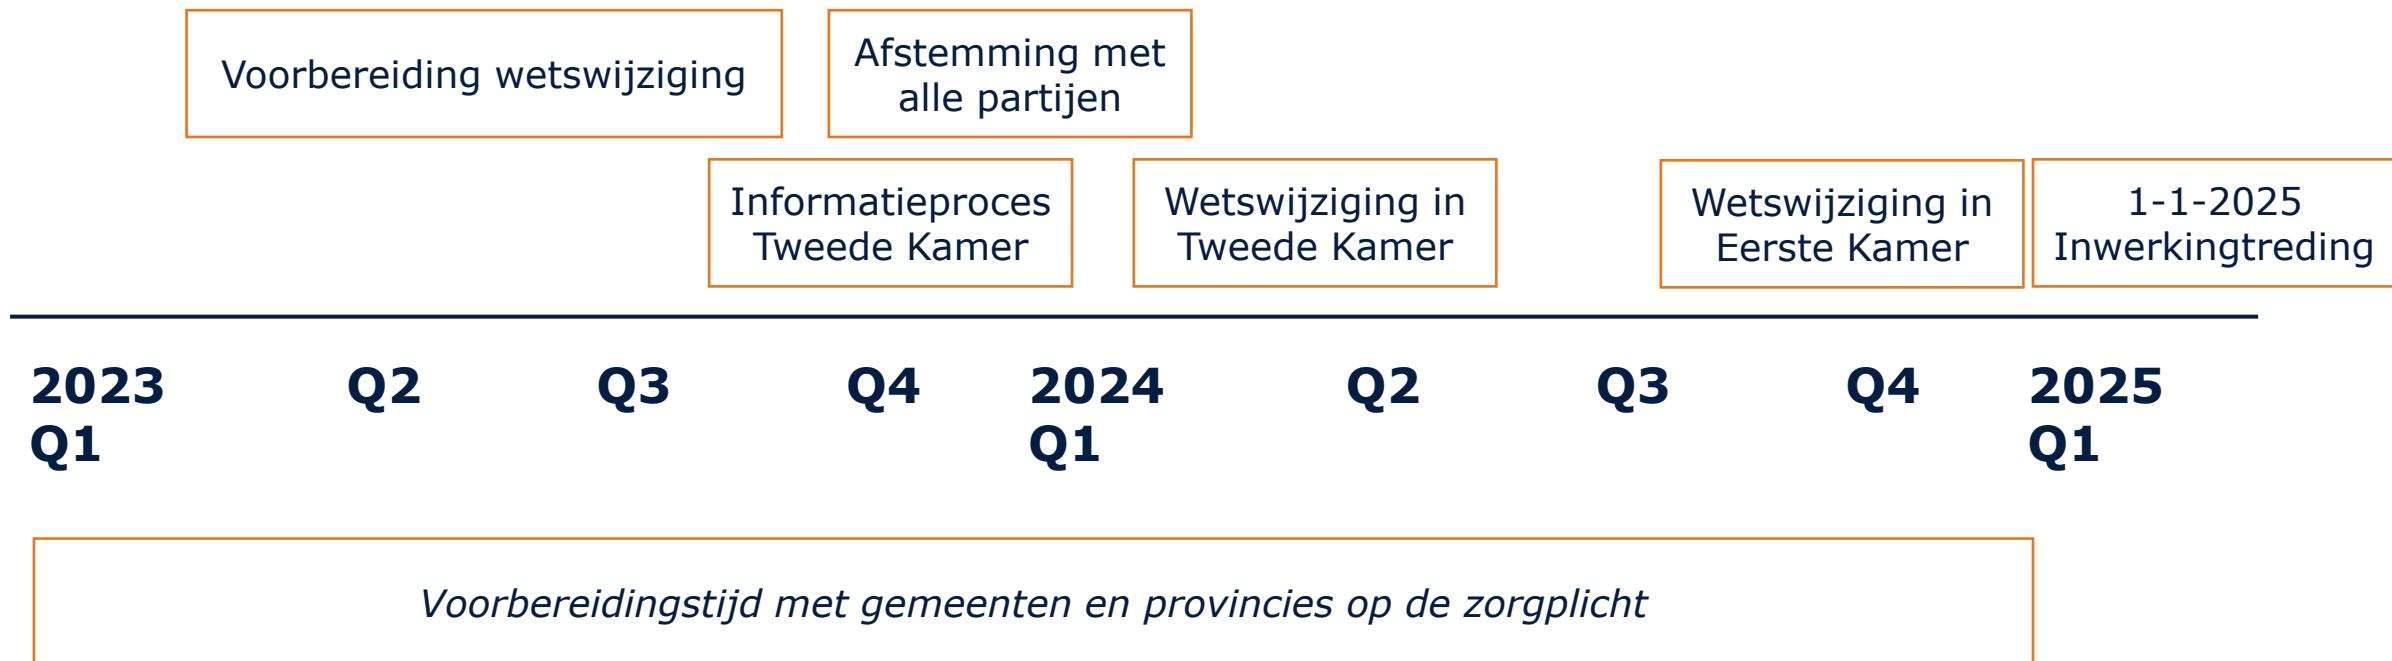 Voorbereiding wetswijziging
Afstemming met
alle partijen
Informatieproces
Tweede Kamer
Wetswijziging in
Tweede Kamer
Wetswijziging in
Eerste Kamer
1-1-2025
Inwerkingtreding
2023
Q1
Q2
Q3
Q4
2024
Q1
Q2
Q3
Q4
2025
Q1
Voorbereidingstijd met gemeenten en provincies op de zorgplicht